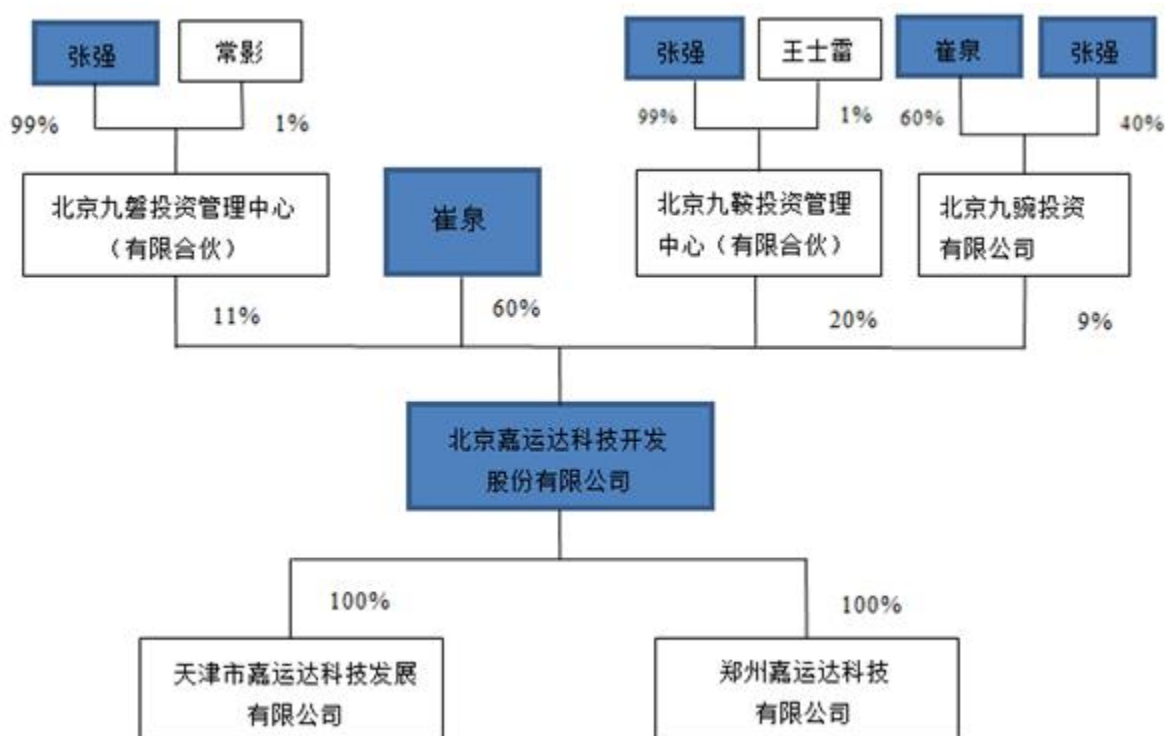 张强
常影
张强
王士雷
崔泉
张强
99%
1%
99%
1%
60%
40%
北京九磐投资管理中心
（有限合伙）
崔泉
北京九鞍投资管理
中心（有限合伙）
北京九骢投资
有限公司
11%
60%
20%
9%
北京嘉运达科技开发
股份有限公司
100%
100%
天津市嘉运达科技发展
有限公司
郑州嘉运达科技
有限公司